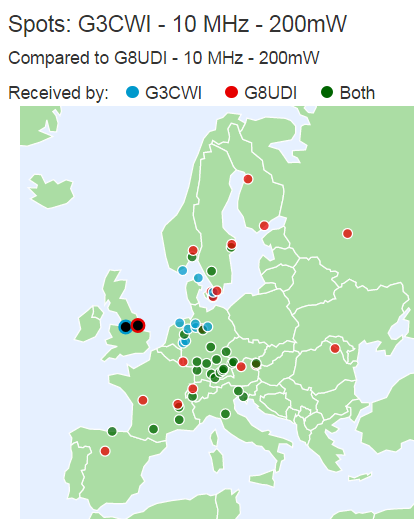 Spots: G3CWI - 10 MHz - 200mW
Compared to G8UDI - 10 MHz - 200mW
Received by: G3CWI G8UDI Both